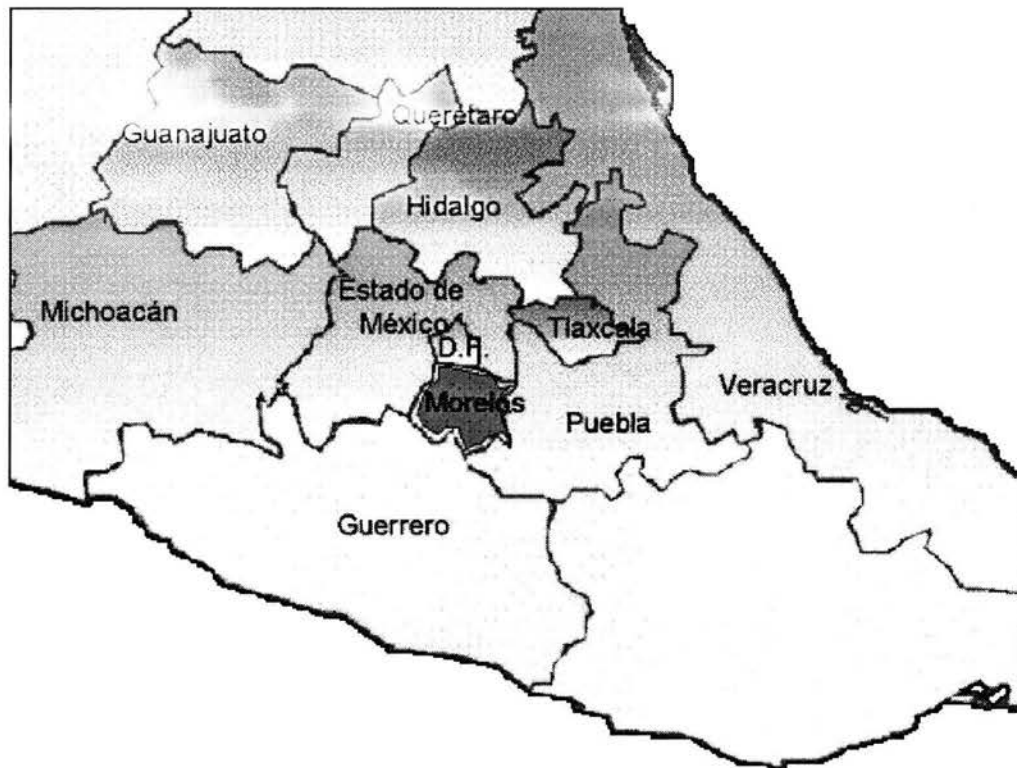 Querétaro
Guanajuato
Hidalgo
Estado de
México
Michoacán
Tlaxcala
D.F.
Veracruz
Morelos
Puebla
Guerrero